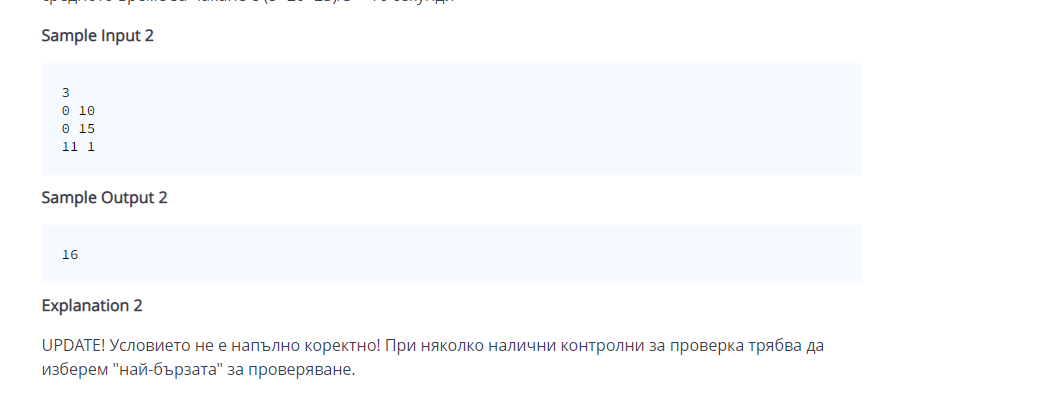 Sample Input 2
3
0 10
0 15
11 1
Sample Output 2
16
Explanation 2
UPDATE! Условието не е напълно коректно! При няколко налични контролни за проверка трябва да
изберем "най-бързата" за проверяване.